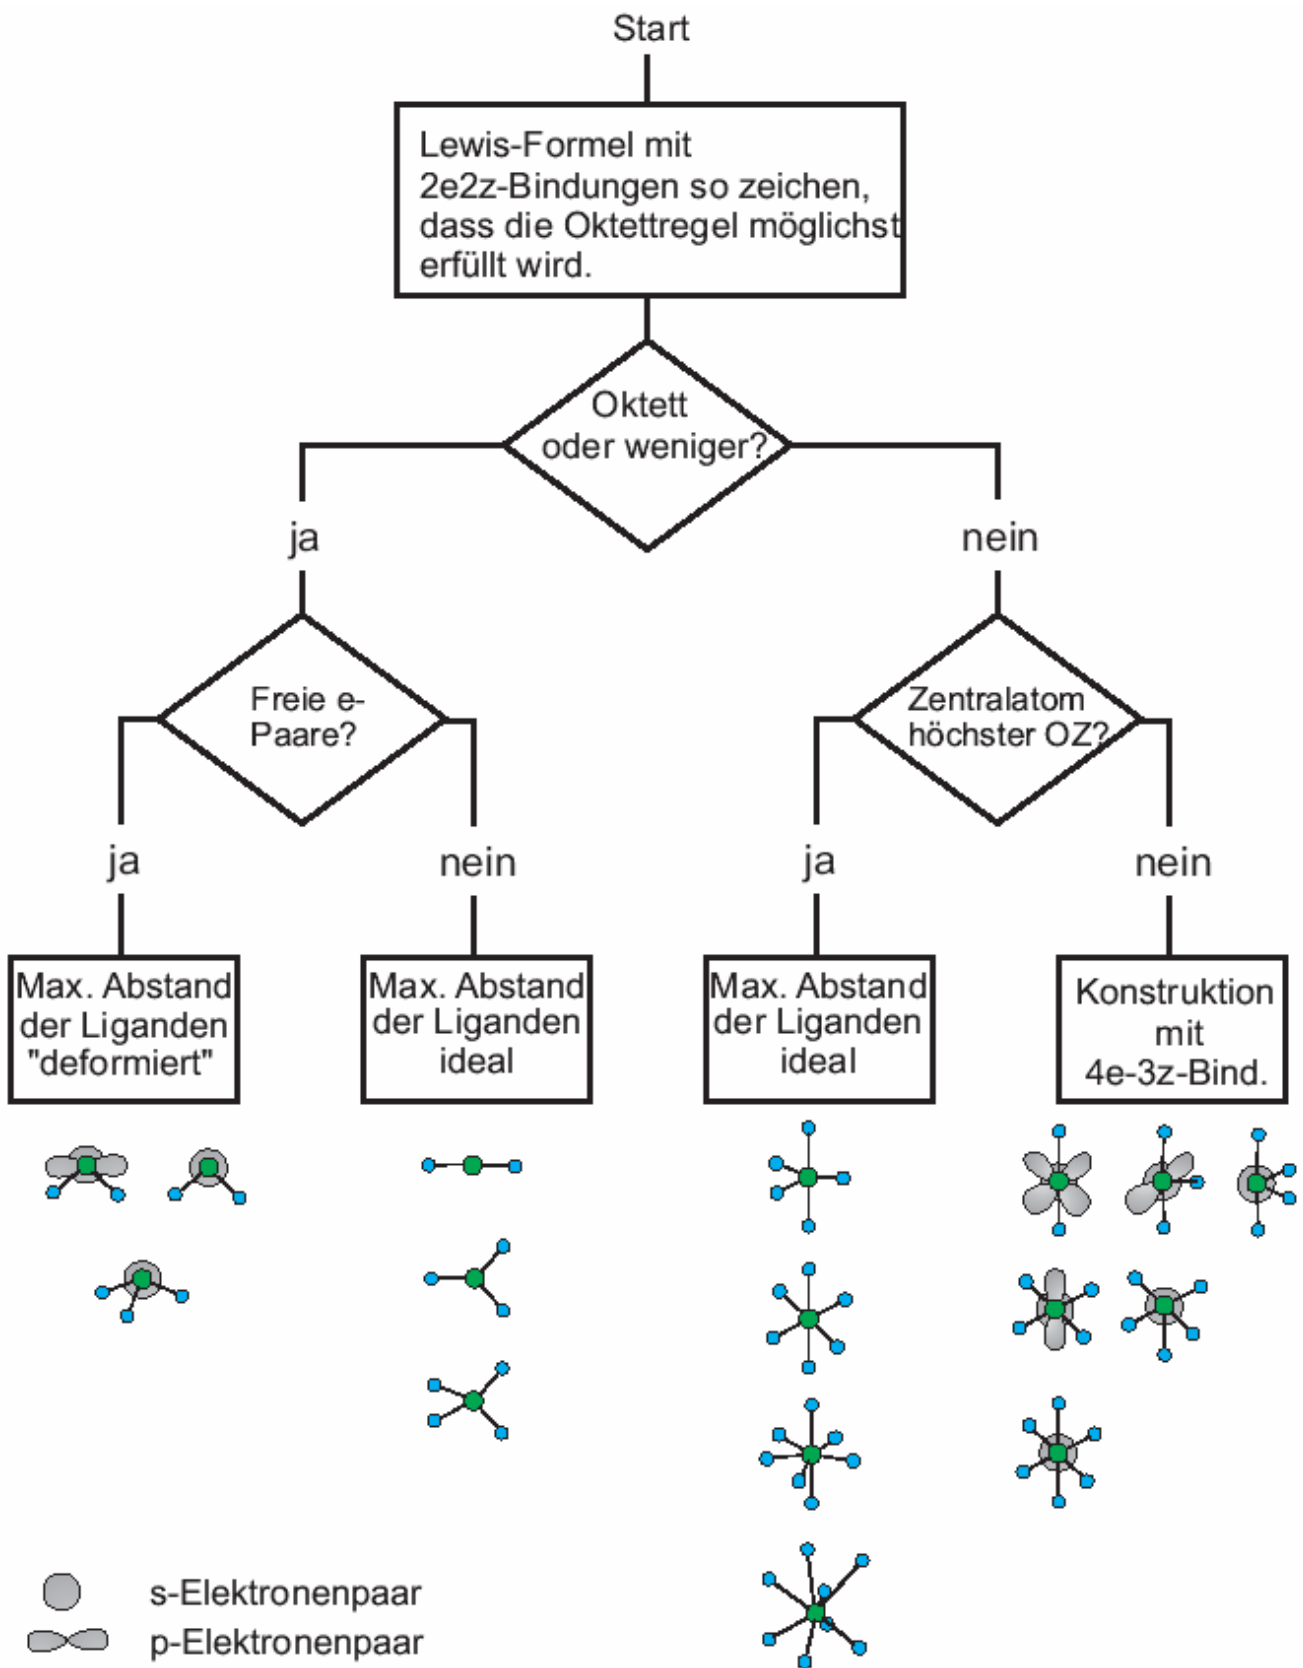 Start
Lewis-Formel mit
2e2z-Bindungen so zeichen,
dass die Oktettregel möglichst
erfüllt wird.
Oktett
oder weniger?
ja
nein
Freie e-
Paare?
Zentralatom
höchster OZ?
ja
nein
ja
nein
Max. Abstand
der Liganden
"deformiert"
Max. Abstand
der Liganden
ideal
Max. Abstand
der Liganden
ideal
Konstruktion
mit
4e-3z-Bind.
s-Elektronenpaar
p-Elektronenpaar